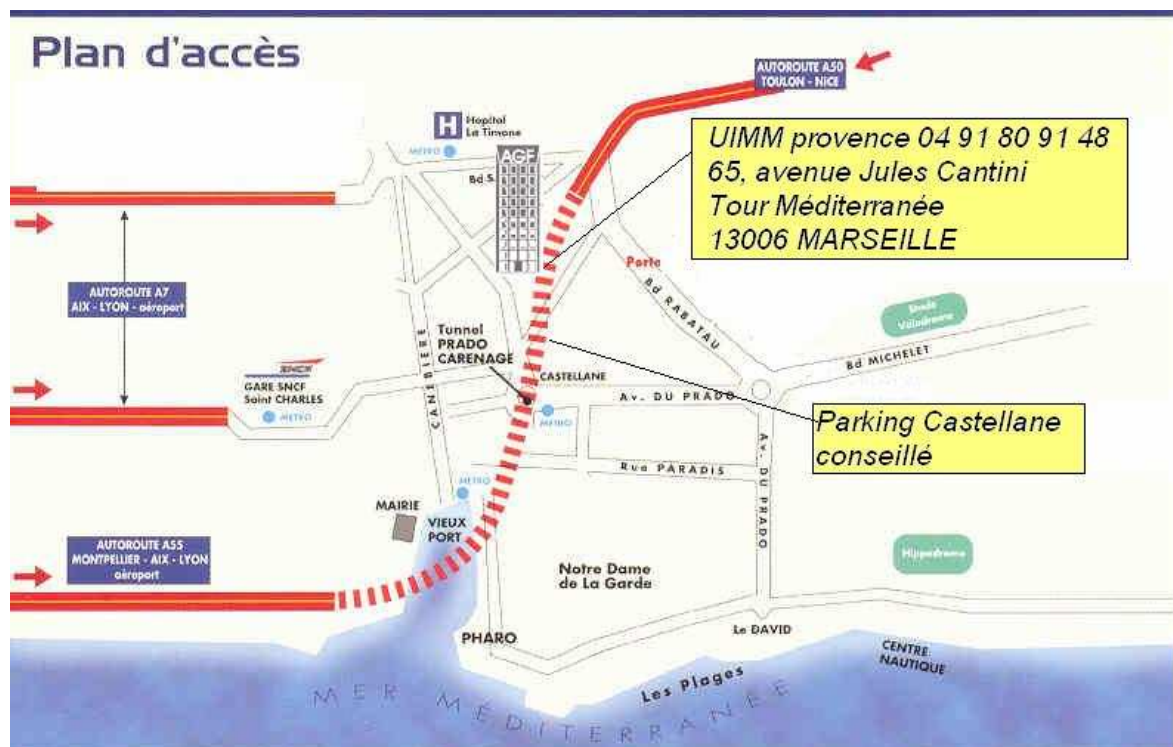 Plan d'accès
AUTOROUTE A50
TOULON - NICE
H
Hopital
La Timone
METRO
AGF
Bd S.
UIMM provence 04 91 80 91 48
65, avenue Jules Cantini
Tour Méditerranée
13006 MARSEILLE
Porte
Bd RABATAU
Stade
Vélodrome
AUTOROUTE A7
AIX - LYON - aéroport
Tunnel
PRADO
CARENAGE
CANEBIERE
Bd MICHELET
SNCF
GARE SNCF
Saint CHARLES
METRO
CASTELLANE
Av. DU PRADO
METRO
Parking Castellane
conseillé
Rue PARADIS
AV. DU PRADO
METRO
MAIRIE
VIEUX
PORT
AUTOROUTE A55
MONTPELLIER - AIX - LYON
aéroport
Hippodrome
Notre Dame
de La Garde
PHARO
Le DAVID
CENTRE
NAUTIQUE
Les Plages
MER MÉDITERRANÉE